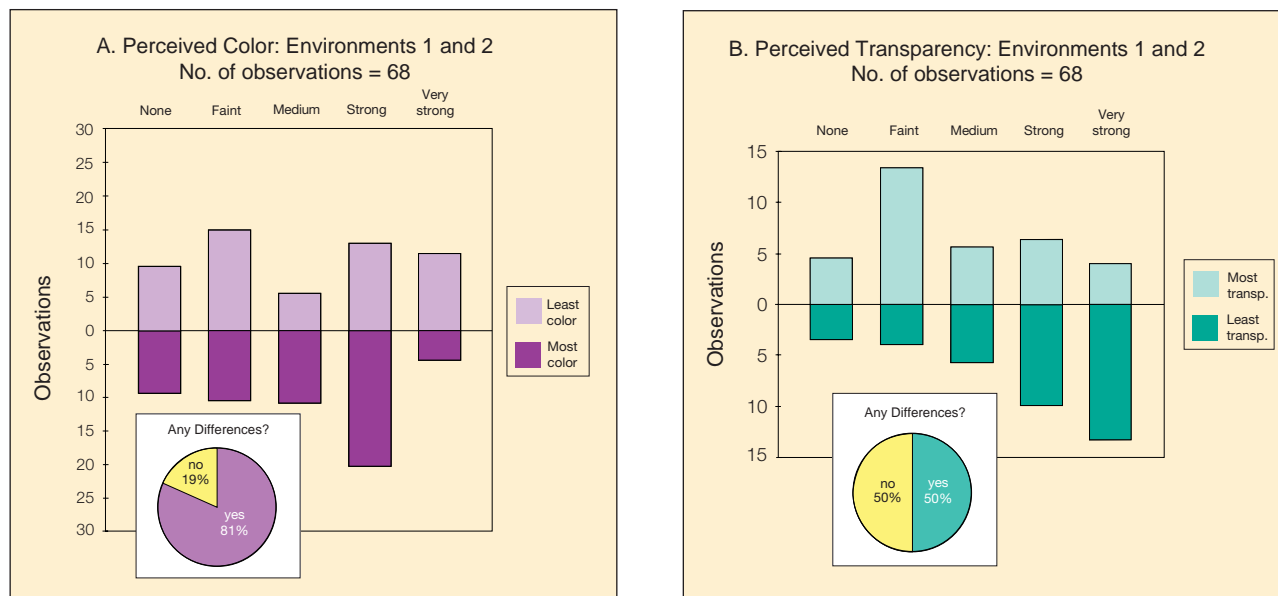 A. Perceived Color: Environments 1 and 2
No. of observations = 68
None
Faint
Medium
Strong
Very
strong
30
25
20
15
10
5
0
5
10
15
20
25
30
Observations
Least
color
Most
color
Any Differences?
no
19%
yes
81%
B. Perceived Transparency: Environments 1 and 2
No. of observations = 68
None
Faint
Medium
Strong
Very
strong
15
10
5
0
5
10
15
Observations
Most
transp.
Least
transp.
Any Differences?
no
50%
yes
50%